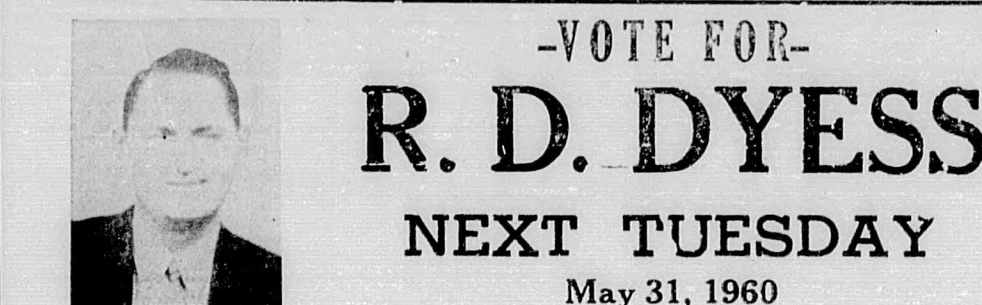 -VOTE FOR-
R. D. DYESS
NEXT TUESDAY
May 31, 1960